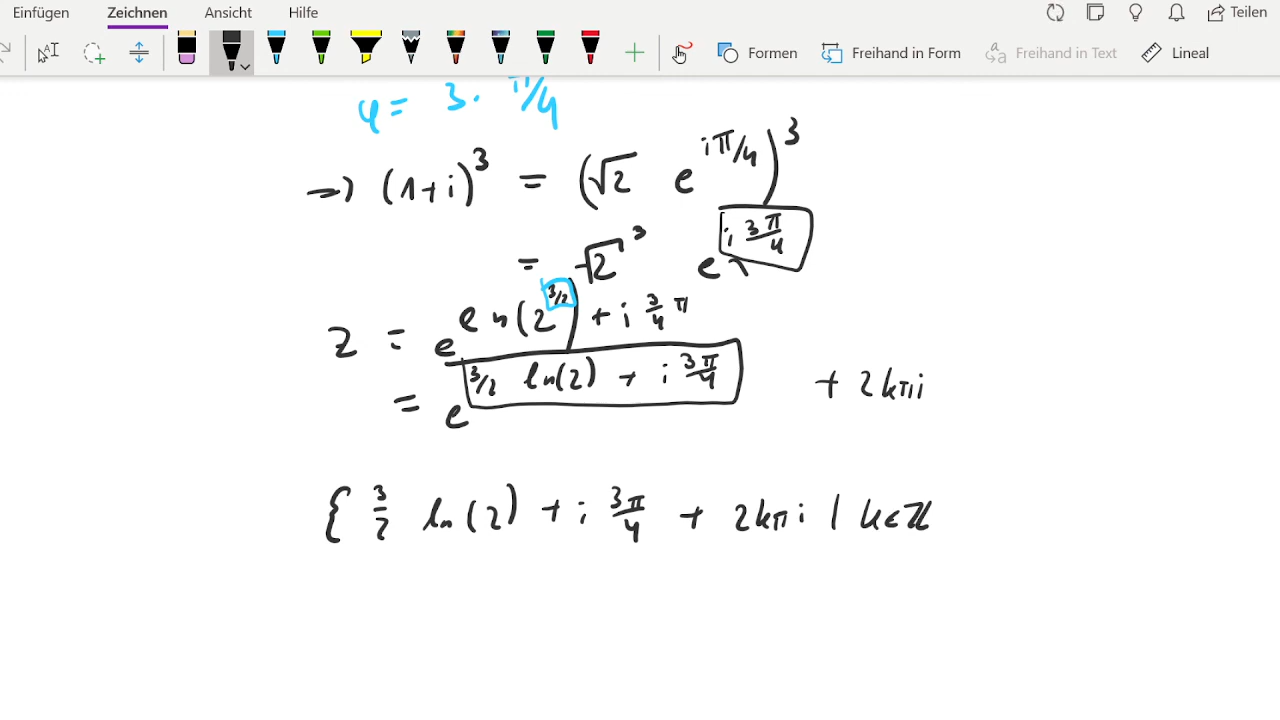 Einfügen Zeichnen Ansicht Hilfe Teilen
Formen Freihand in Form Freihand in Text Lineal
φ = 3 · π/4
=> (1+i)^3 = (√2 e^{iπ/4})^3
= √2^3 e^{i 3π/4}
z = e^{ln(2^{3/2}) + i 3/4 π}
= e^{3/2 ln(2) + i 3π/4} + 2kπi
{ 3/2 ln(2) + i 3π/4 + 2kπi | k∈ℤ